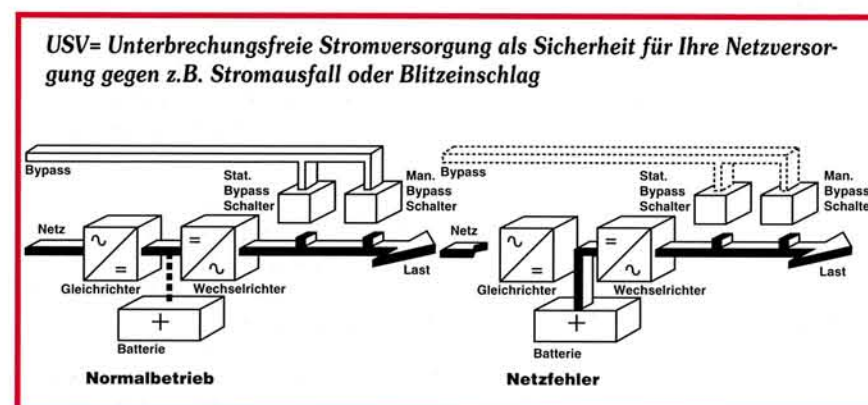 USV= Unterbrechungsfreie Stromversorgung als Sicherheit für Ihre Netzversor-
gung gegen z.B. Stromausfall oder Blitzeinschlag
Bypass
Stat.
Bypass
Schalter
Man.
Bypass
Schalter
Netz
Gleichrichter
Wechselrichter
Last
+
Batterie
Normalbetrieb
Bypass
Stat.
Bypass
Schalter
Man.
Bypass
Schalter
Netz
Gleichrichter
Wechselrichter
Last
+
Batterie
Netzfehler